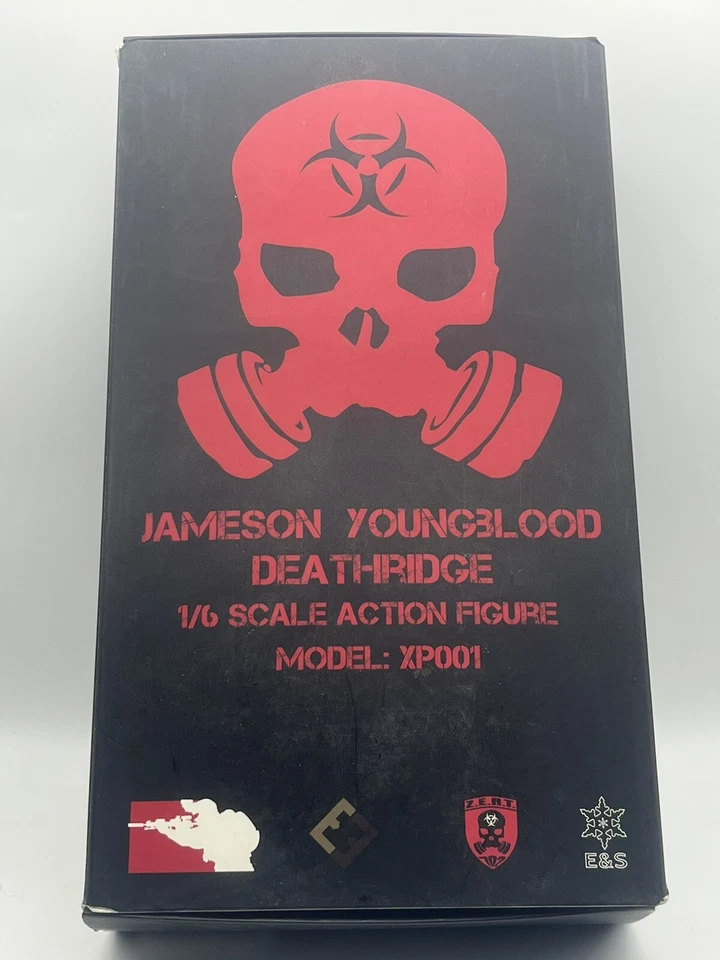 JAMESON YOUNGBLOOD
DEATHRIDGE
1/6 SCALE ACTION FIGURE
MODEL: XP001
Z.E.R.T.
E&S